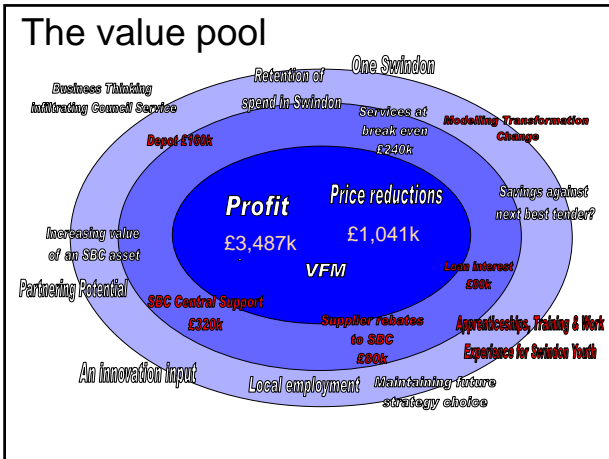 The value pool
One Swindon
Retention of
spend in Swindon
Business Thinking
infiltrating Council Service
Services at
break even
£240k
Modelling Transformation
Change
Depot £160k
Profit
£3,487k
Price reductions
£1,041k
VFM
Savings against
next best tender?
Increasing value
of an SBC asset
Partnering Potential
Loan interest
£90k
SBC Central Support
£320k
Supplier rebates
to SBC
£80k
Apprenticeships, Training & Work
Experience for Swindon Youth
An innovation input
Local employment
Maintaining future
strategy choice